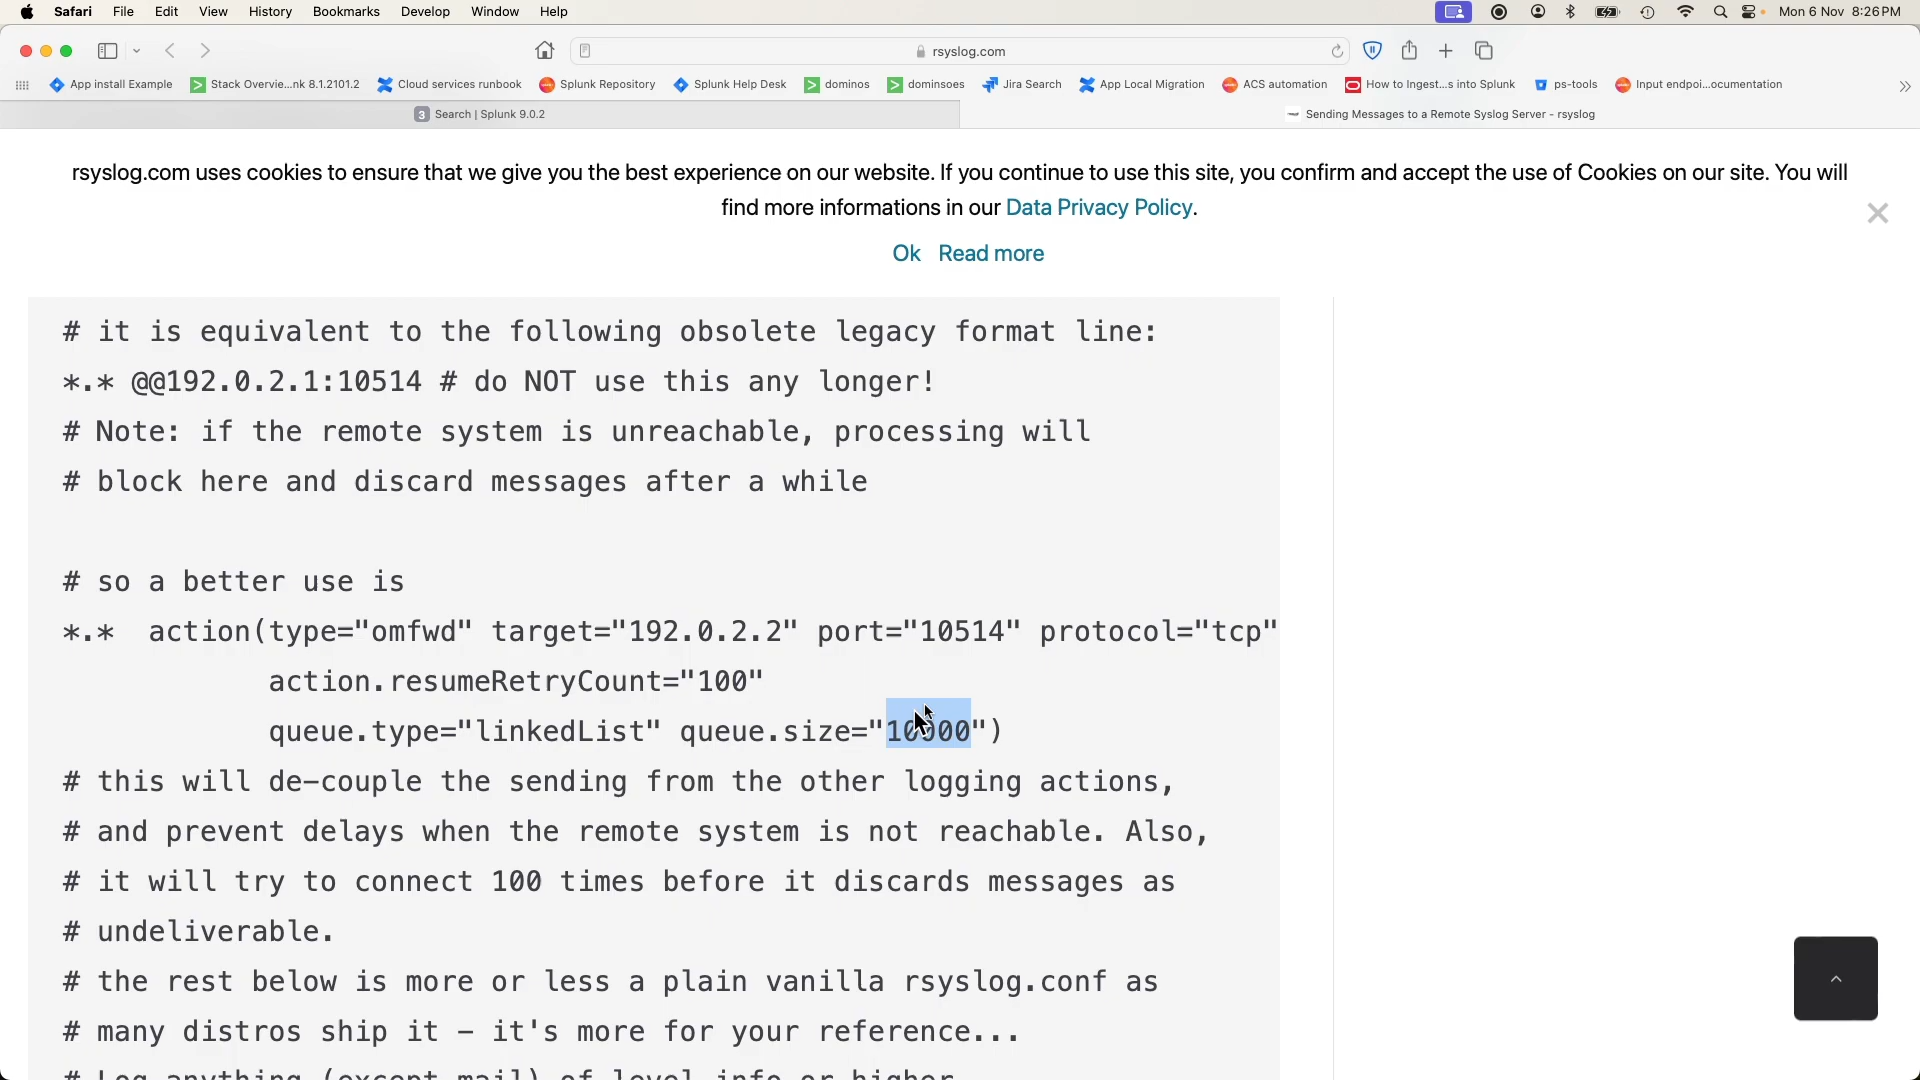 Safari File Edit View History Bookmarks Develop Window Help Mon 6 Nov 8:26 PM
rsyslog.com
App install Example Stack Overvie...nk 8.1.2101.2 Cloud services runbook Splunk Repository Splunk Help Desk dominos dominsoes Jira Search App Local Migration ACS automation How to Ingest...s into Splunk ps-tools Input endpoi...ocumentation
3 Search | Splunk 9.0.2 Sending Messages to a Remote Syslog Server - rsyslog
rsyslog.com uses cookies to ensure that we give you the best experience on our website. If you continue to use this site, you confirm and accept the use of Cookies on our site. You will
find more informations in our Data Privacy Policy.
Ok Read more
# it is equivalent to the following obsolete legacy format line:
*.* @@192.0.2.1:10514 # do NOT use this any longer!
# Note: if the remote system is unreachable, processing will
# block here and discard messages after a while
# so a better use is
*.*  action(type="omfwd" target="192.0.2.2" port="10514" protocol="tcp"
action.resumeRetryCount="100"
queue.type="linkedList" queue.size="10000")
# this will de-couple the sending from the other logging actions,
# and prevent delays when the remote system is not reachable. Also,
# it will try to connect 100 times before it discards messages as
# undeliverable.
# the rest below is more or less a plain vanilla rsyslog.conf as
# many distros ship it - it's more for your reference...
# Log anything (except mail) of level info or higher